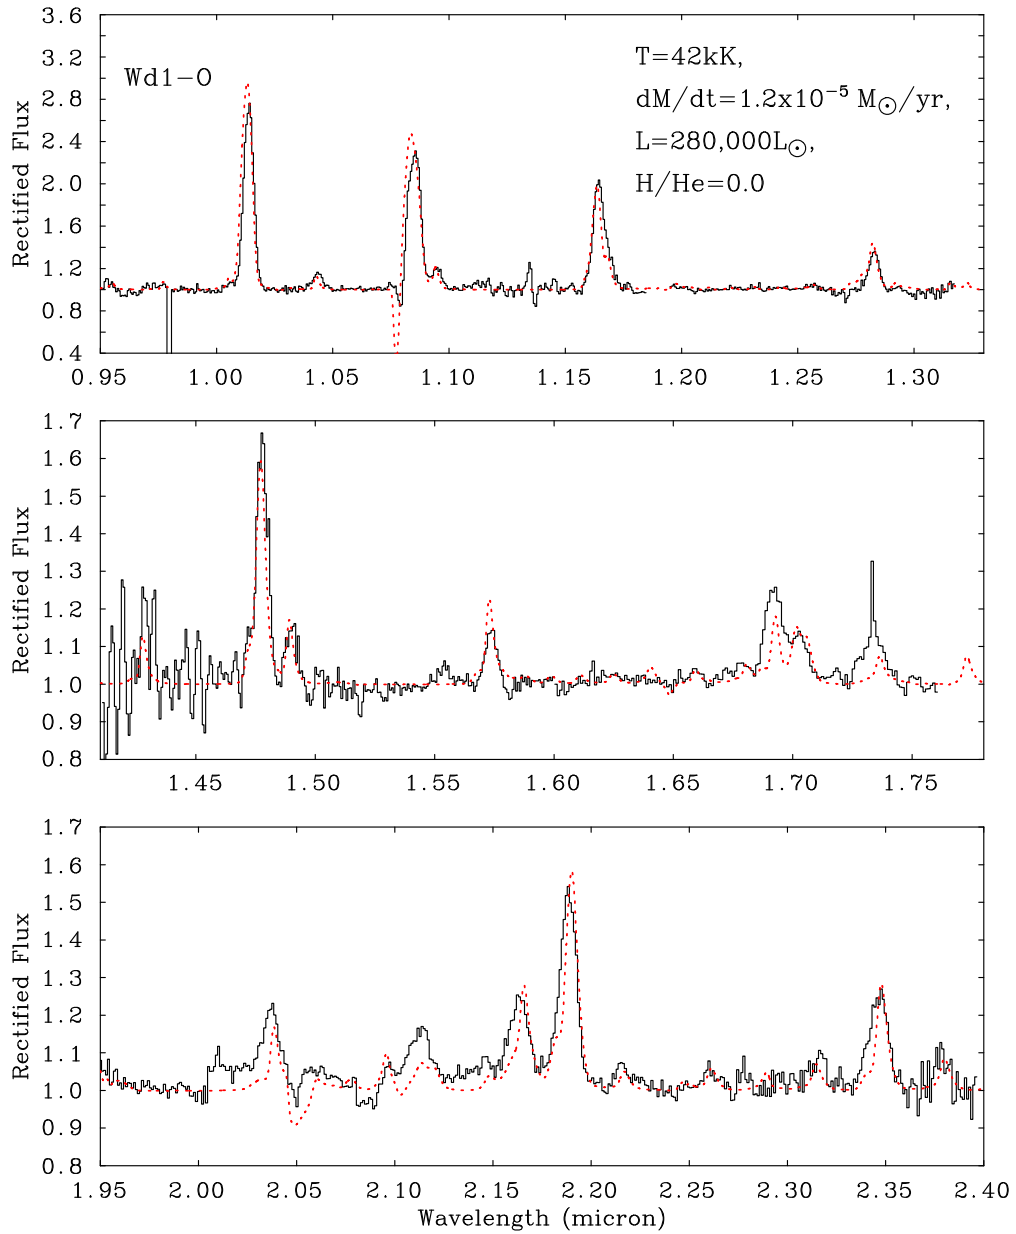 3.6
3.2
2.8
2.4
2.0
1.6
1.2
0.8
0.4
Rectified Flux
Wd1−O
T=42kK,
dM/dt=1.2x10⁻⁵ M☉/yr,
L=280,000L☉,
H/He=0.0
0.95 1.00 1.05 1.10 1.15 1.20 1.25 1.30
1.7
1.6
1.5
1.4
1.3
1.2
1.1
1.0
0.9
0.8
Rectified Flux
1.45 1.50 1.55 1.60 1.65 1.70 1.75
1.7
1.6
1.5
1.4
1.3
1.2
1.1
1.0
0.9
0.8
Rectified Flux
1.95 2.00 2.05 2.10 2.15 2.20 2.25 2.30 2.35 2.40
Wavelength (micron)